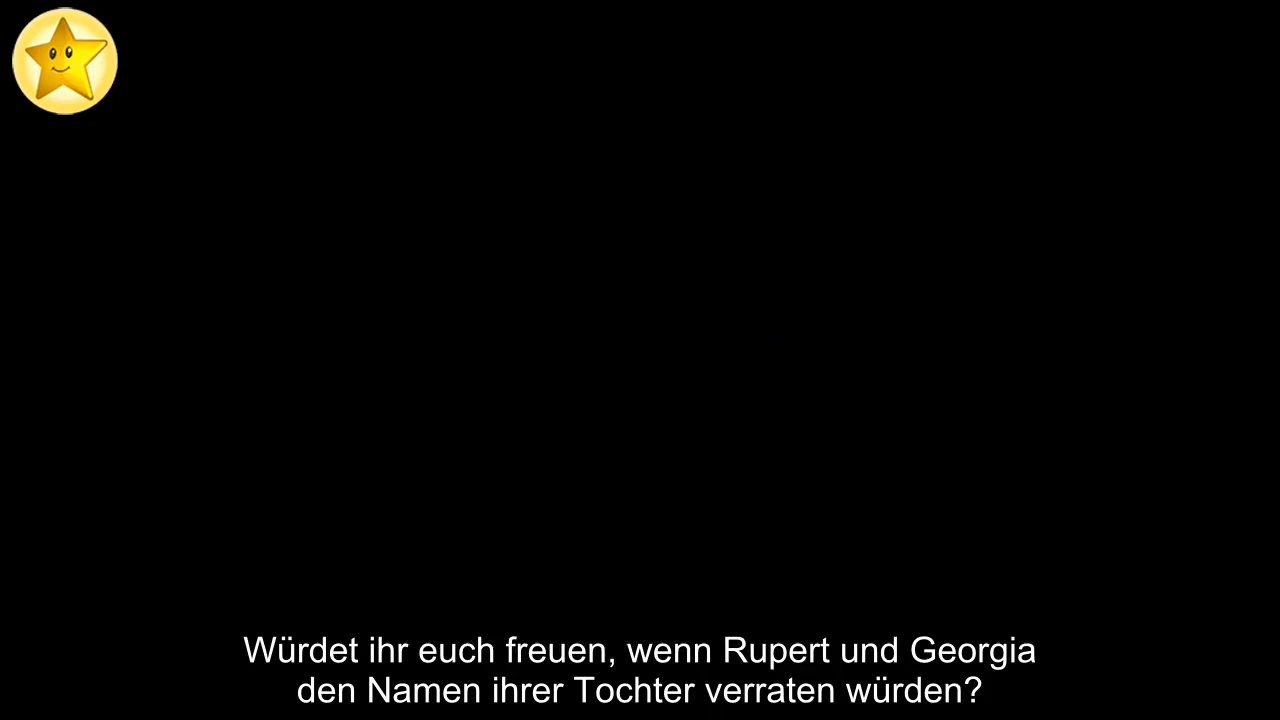 Würdet ihr euch freuen, wenn Rupert und Georgia
den Namen ihrer Tochter verraten würden?